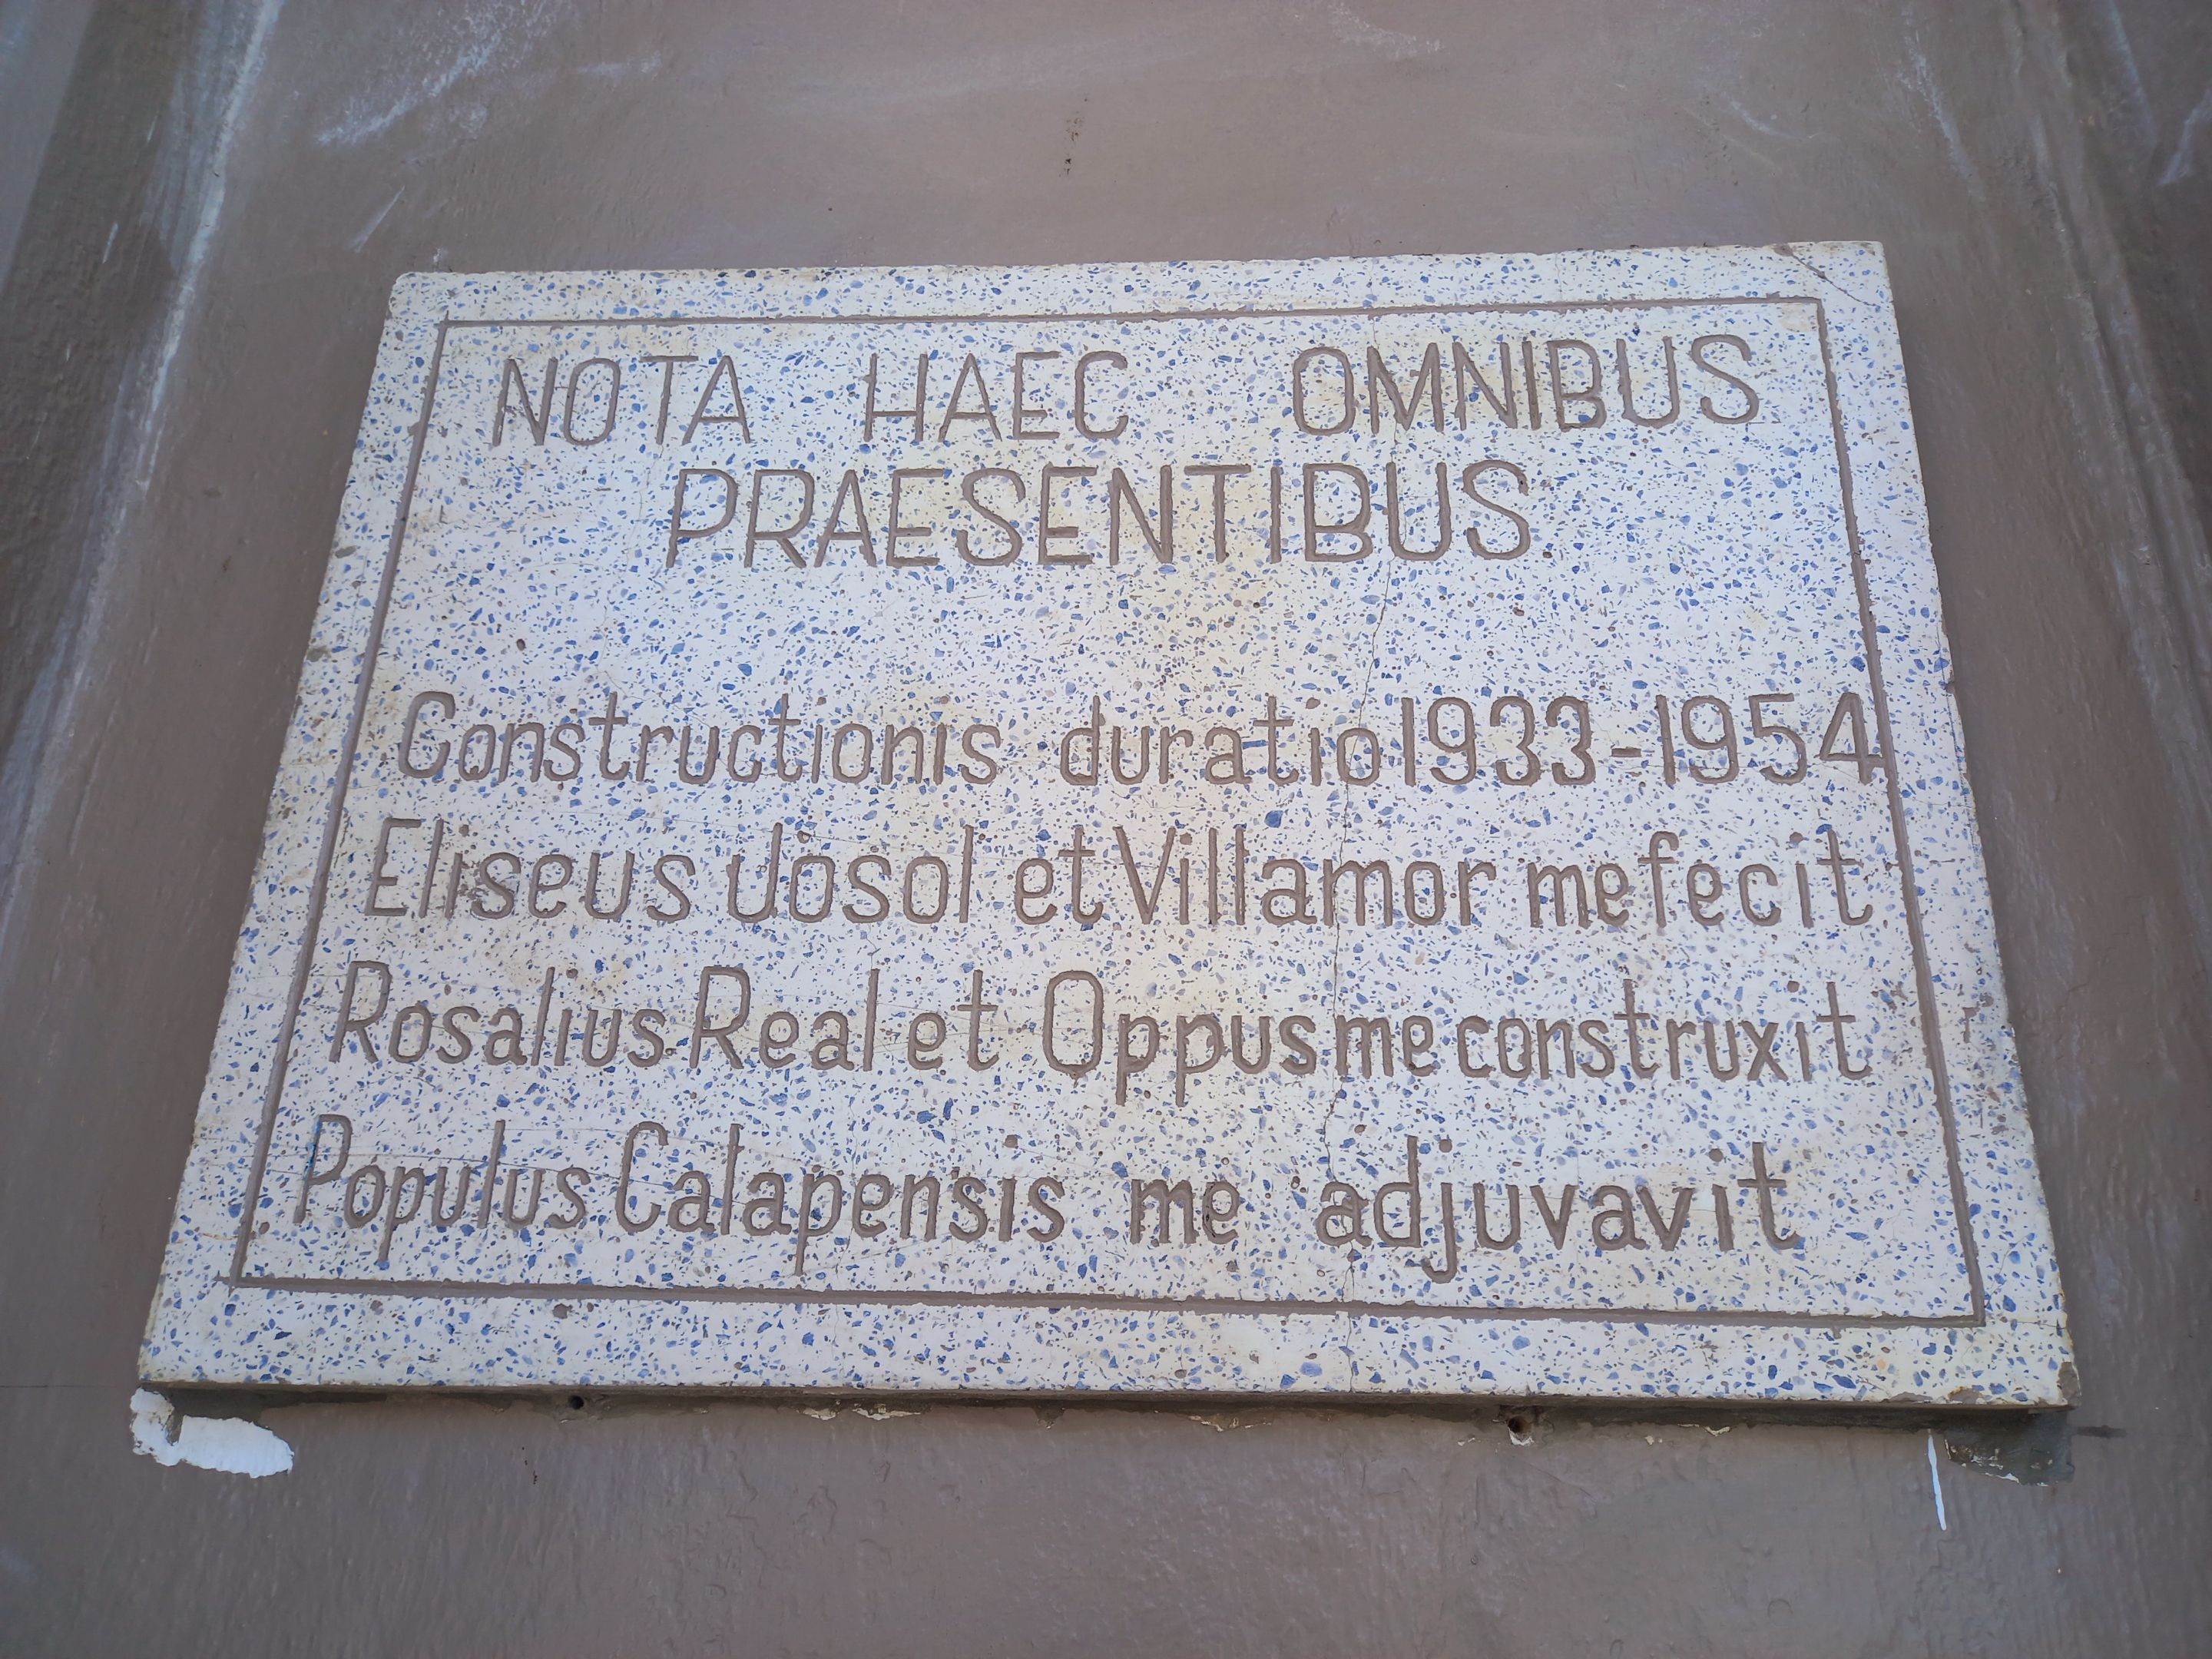 NOTA HAEC OMNIBUS
PRAESENTIBUS
Constructionis duratio 1933-1954
Eliseus Josol et Villamor me fecit
Rosalius Real et Oppus me construxit
Populus Calapensis me adjuvavit